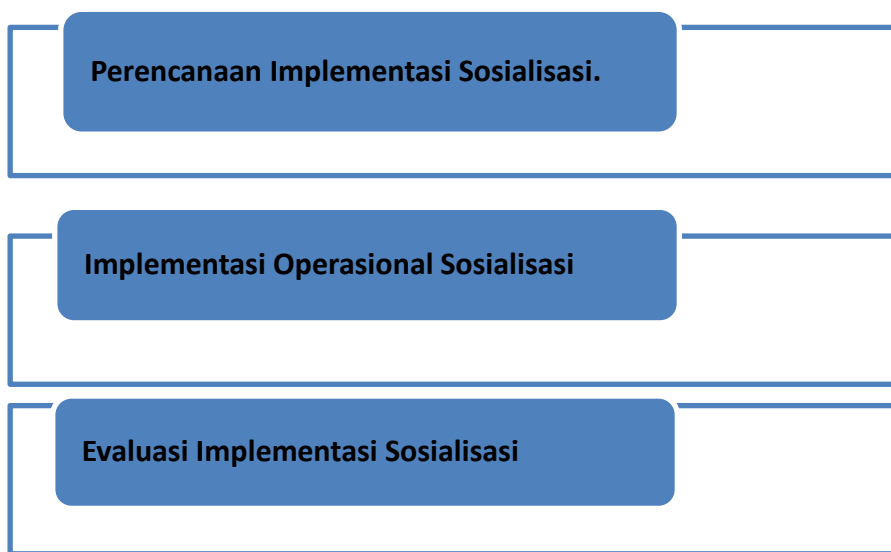 Perencanaan Implementasi Sosialisasi.
Implementasi Operasional Sosialisasi
Evaluasi Implementasi Sosialisasi